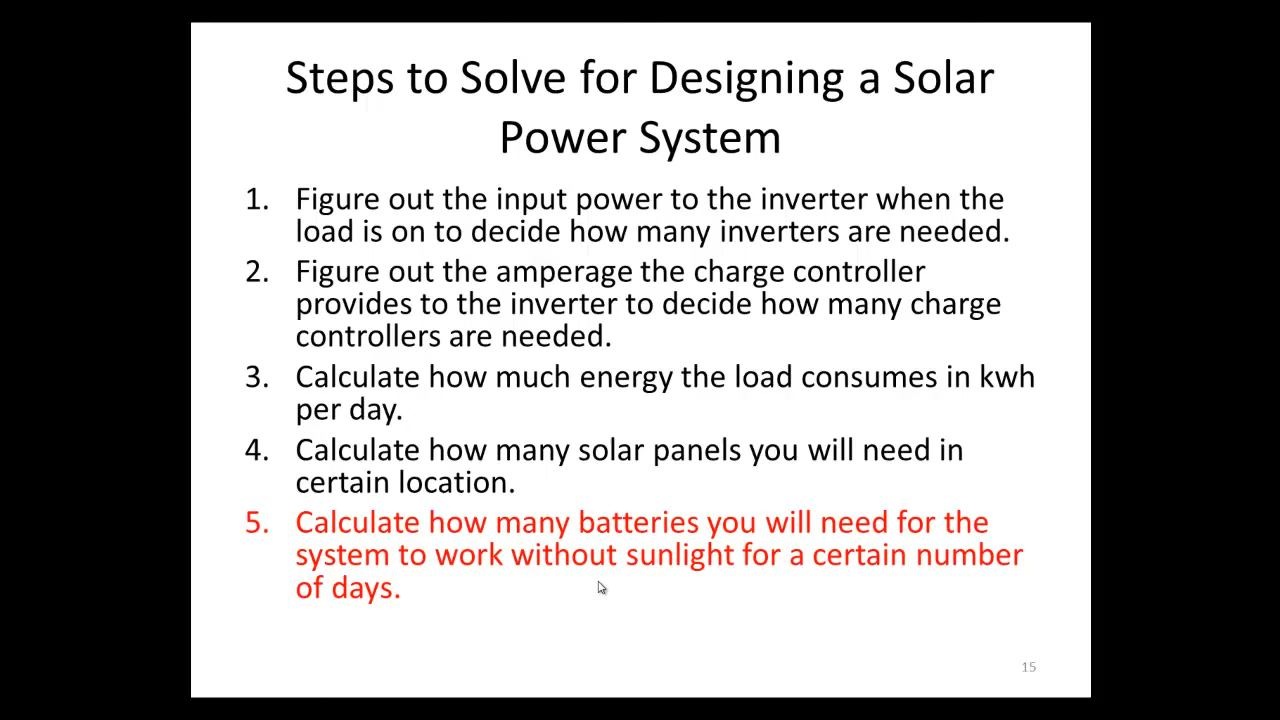 Steps to Solve for Designing a Solar
Power System
1. Figure out the input power to the inverter when the
load is on to decide how many inverters are needed.
2. Figure out the amperage the charge controller
provides to the inverter to decide how many charge
controllers are needed.
3. Calculate how much energy the load consumes in kwh
per day.
4. Calculate how many solar panels you will need in
certain location.
5. Calculate how many batteries you will need for the
system to work without sunlight for a certain number
of days.
15